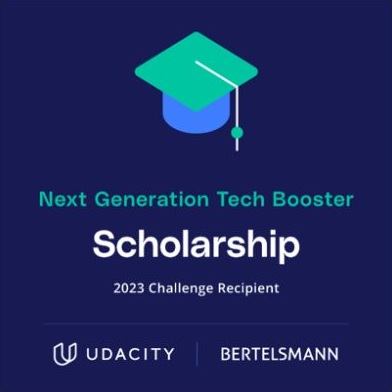 Next Generation Tech Booster
Scholarship
2023 Challenge Recipient
UDACITY BERTELSMANN